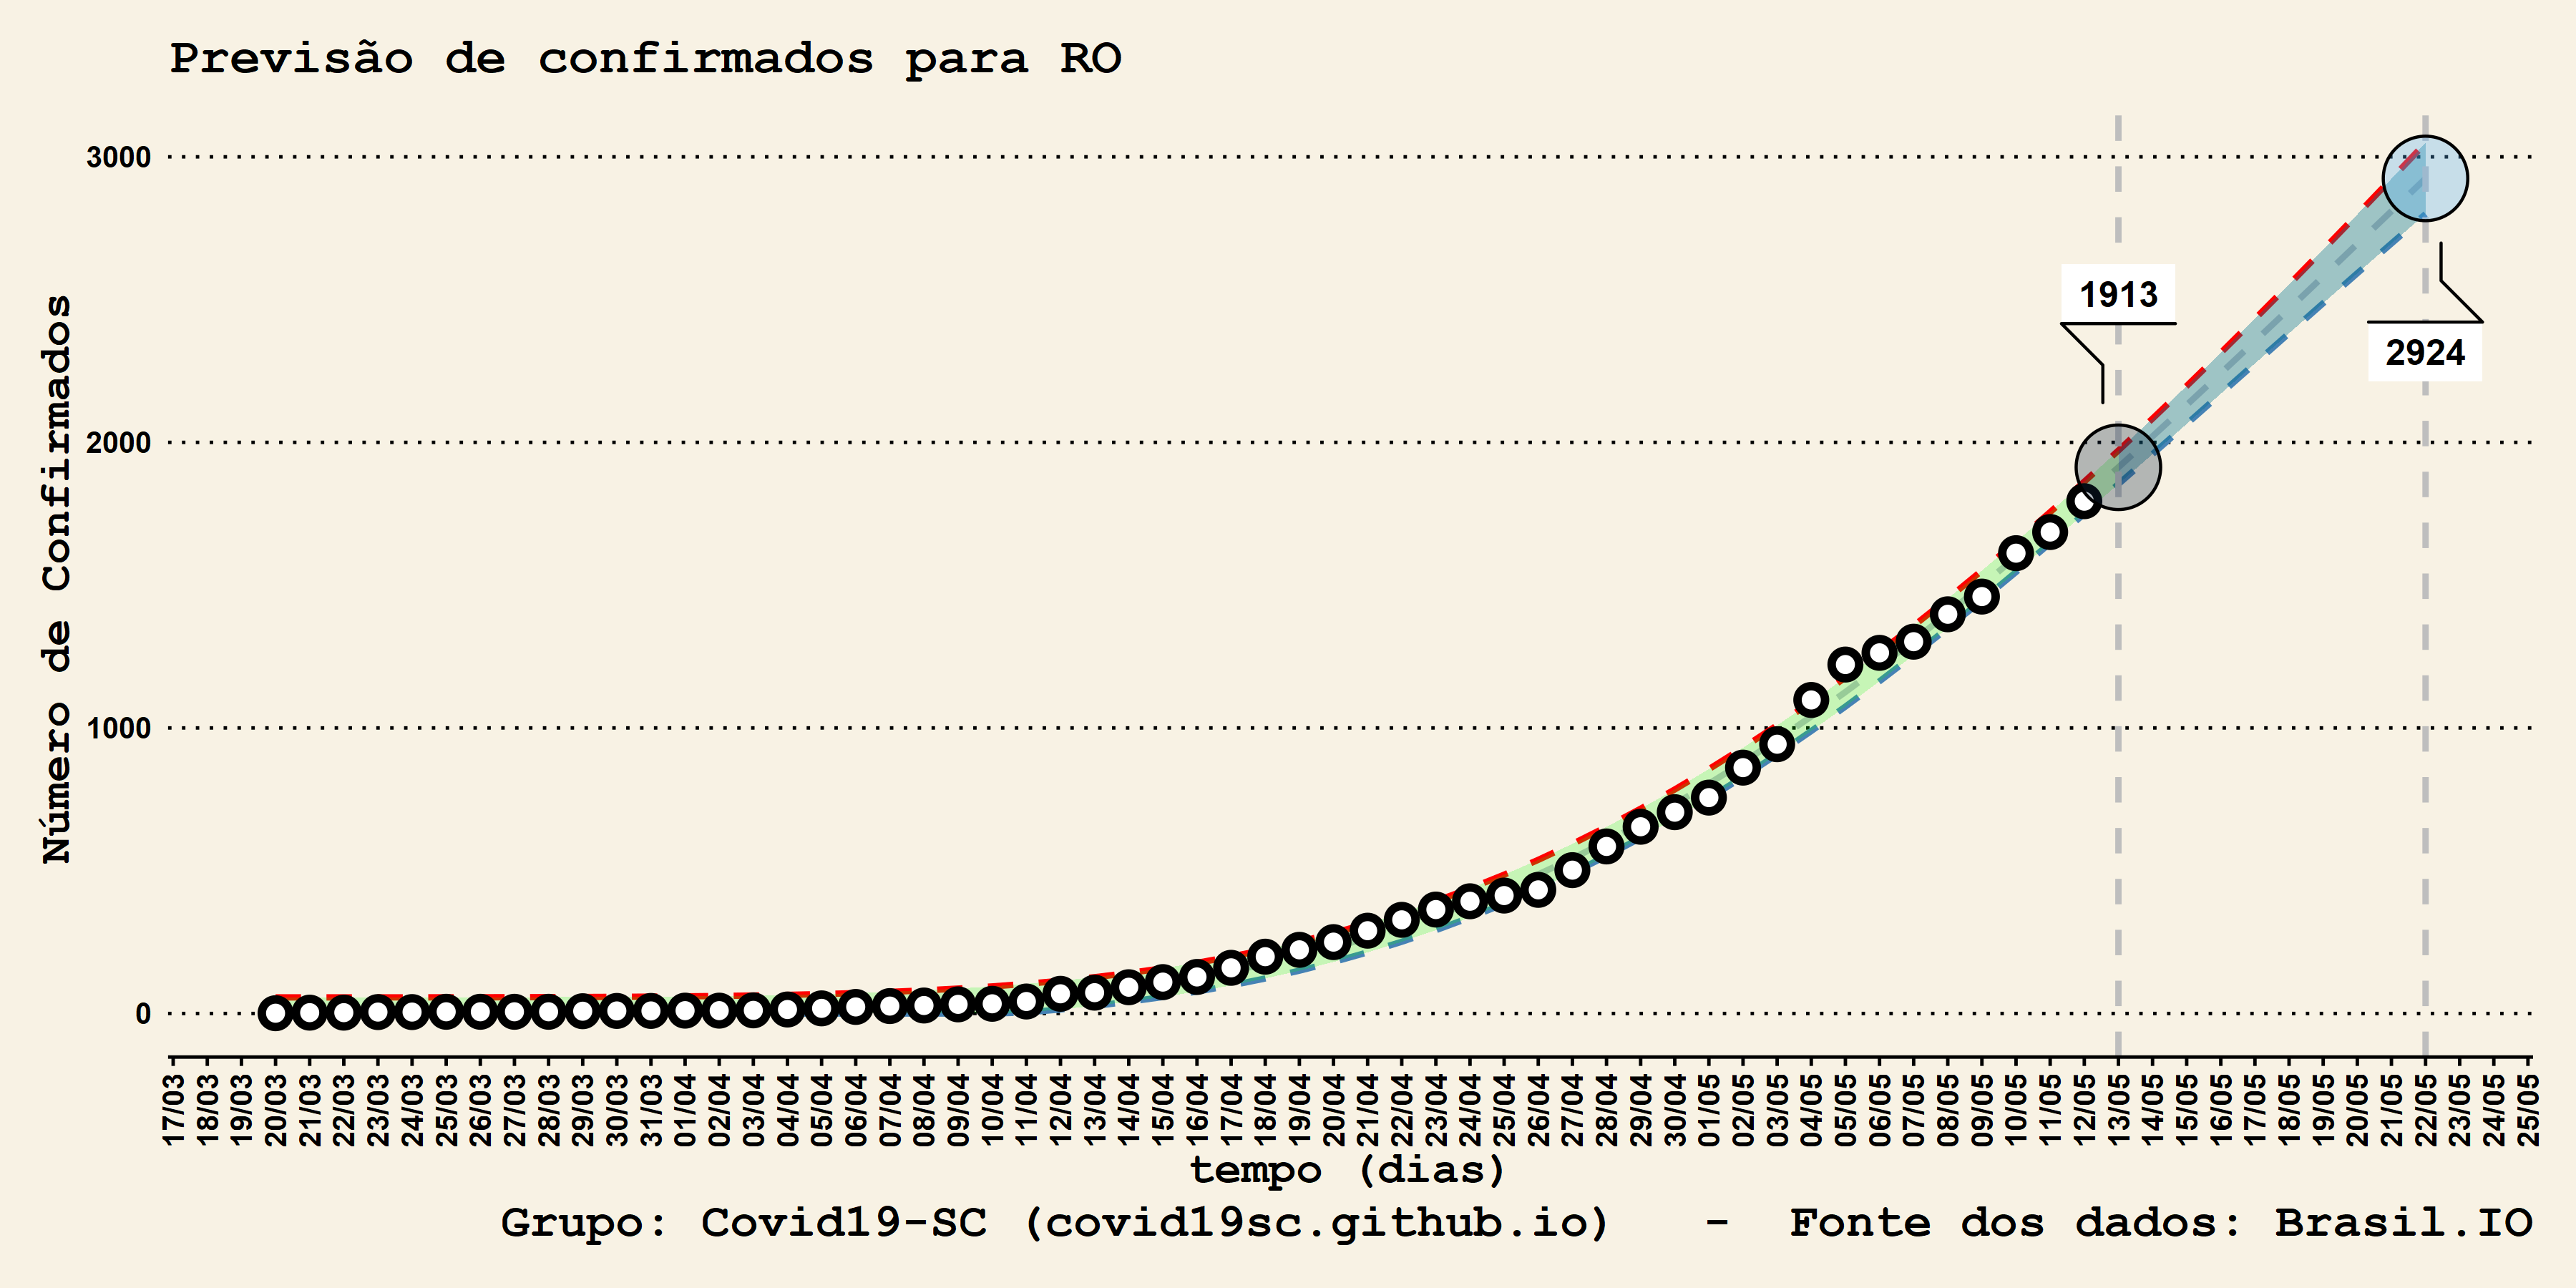 Previsão de confirmados para RO
Número de Confirmados
3000
2000
1000
0
1913
2924
17/03 18/03 19/03 20/03 21/03 22/03 23/03 24/03 25/03 26/03 27/03 28/03 29/03 30/03 31/03 01/04 02/04 03/04 04/04 05/04 06/04 07/04 08/04 09/04 10/04 11/04 12/04 13/04 14/04 15/04 16/04 17/04 18/04 19/04 20/04 21/04 22/04 23/04 24/04 25/04 26/04 27/04 28/04 29/04 30/04 01/05 02/05 03/05 04/05 05/05 06/05 07/05 08/05 09/05 10/05 11/05 12/05 13/05 14/05 15/05 16/05 17/05 18/05 19/05 20/05 21/05 22/05 23/05 24/05 25/05
tempo (dias)
Grupo: Covid19-SC (covid19sc.github.io) - Fonte dos dados: Brasil.IO